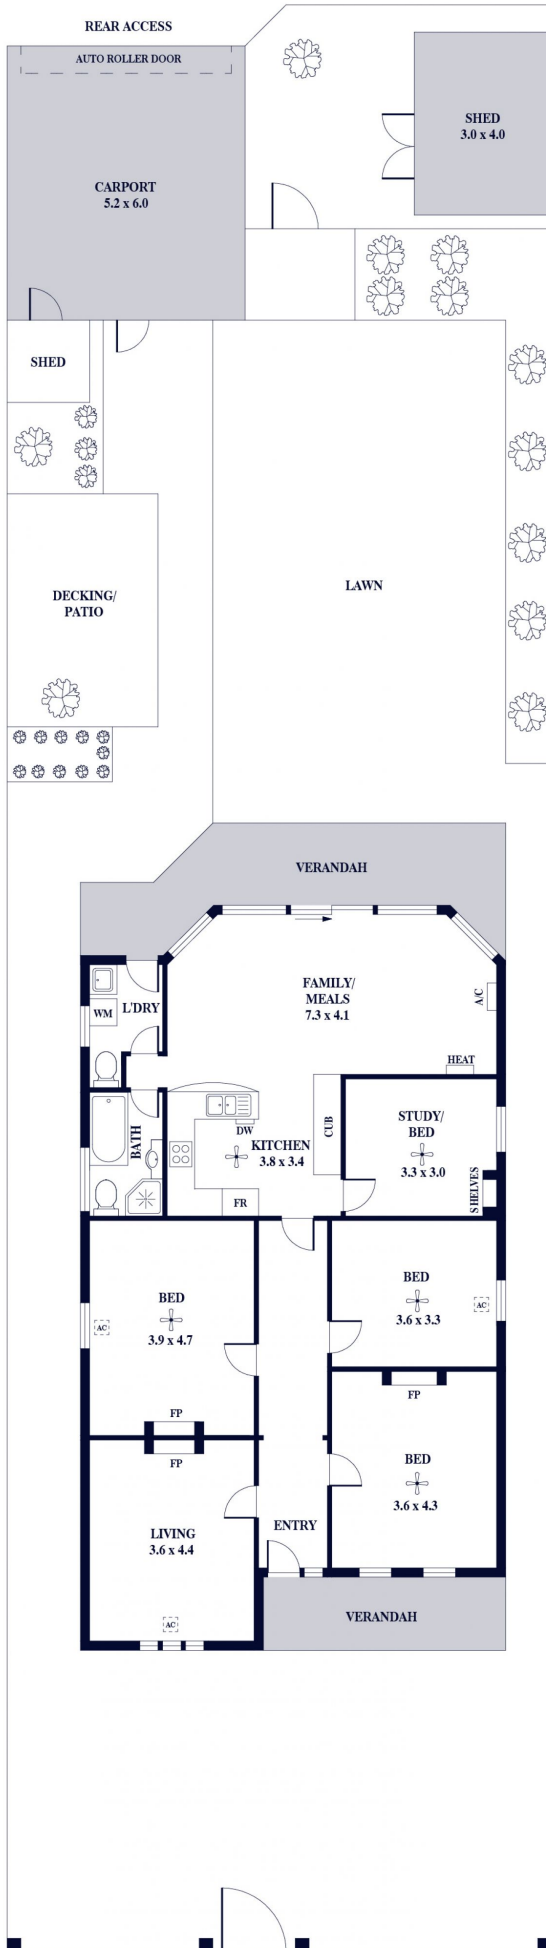 REAR ACCESS
AUTO ROLLER DOOR
SHED
3.0 x 4.0
CARPORT
5.2 x 6.0
SHED
DECKING/
PATIO
LAWN
VERANDAH
FAMILY/
MEALS
7.3 x 4.1
A/C
L'DRY
WM
HEAT
CUB
STUDY/
BED
3.3 x 3.0
SHELVES
BATH
DW
KITCHEN
3.8 x 3.4
FR
BED
3.9 x 4.7
AC
FP
BED
3.6 x 3.3
AC
FP
FP
BED
3.6 x 4.3
LIVING
3.6 x 4.4
AC
ENTRY
VERANDAH